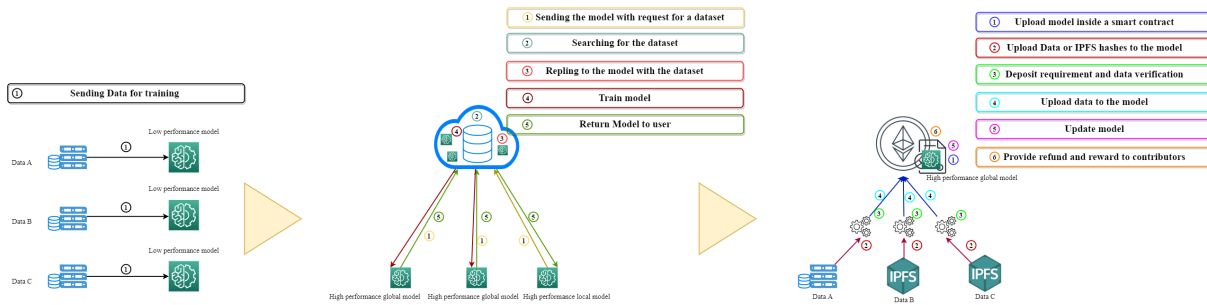 ① Sending Data for training
Low performance model
Data A
①
Low performance model
Data B
①
Low performance model
Data C
①
① Sending the model with request for a dataset
② Searching for the dataset
③ Repling to the model with the dataset
④ Train model
⑤ Return Model to user
②
④
③
⑤
⑤
⑤
①
①
①
High performance global model
High performance global model
High performance local model
① Upload model inside a smart contract
② Upload Data or IPFS hashes to the model
③ Deposit requirement and data verification
④ Upload data to the model
⑤ Update model
⑥ Provide refund and reward to contributors
⑥
⑤
①
High performance global model
④
④
④
③
③
③
②
②
②
IPFS
IPFS
Data A
Data B
Data C